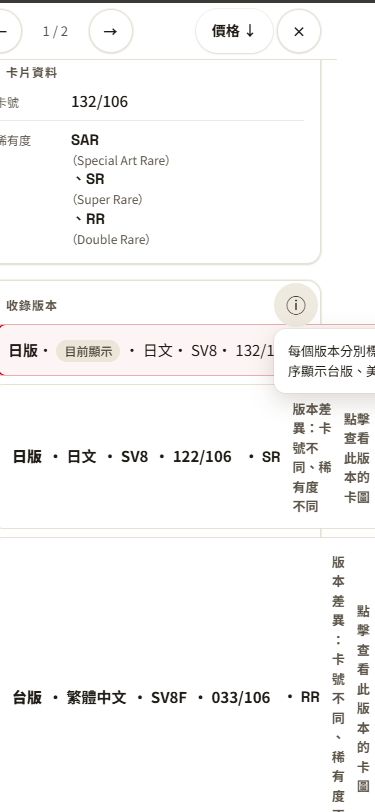 1 / 2
→
價格 ↓
×
卡片資料
132/106
稀有度
SAR
(Special Art Rare)
、SR
(Super Rare)
、RR
(Double Rare)
收錄版本
ⓘ
日版・ 目前顯示 ・ 日文・ SV8・ 132/1
每個版本分別
序顯示台版、
日版 ・ 日文 ・ SV8 ・ 122/106 ・ SR
版本差
異：卡
號不
同、稀
有度
不同
點擊
查看
此版
本的
卡圖
台版 ・ 繁體中文 ・ SV8F ・ 033/106 ・ RR
版
本
差
異
：
卡
號
不
同
、
稀
有
度
點
擊
查
看
此
版
本
的
卡
圖